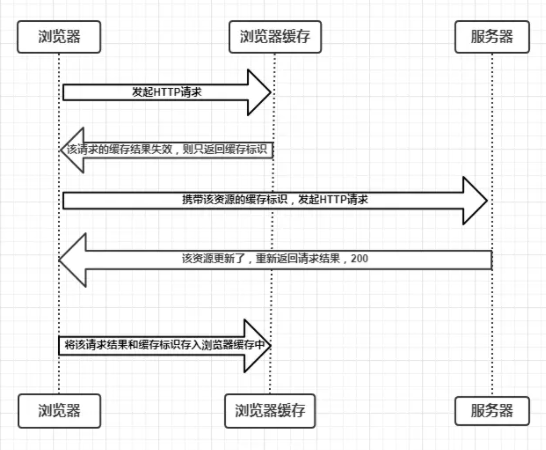 浏览器
浏览器缓存
服务器
发起HTTP请求
该请求的缓存结果失效，则只返回缓存标识
携带该资源的缓存标识，发起HTTP请求
该资源更新了，重新返回请求结果，200
将该请求结果和缓存标识存入浏览器缓存中
浏览器
浏览器缓存
服务器